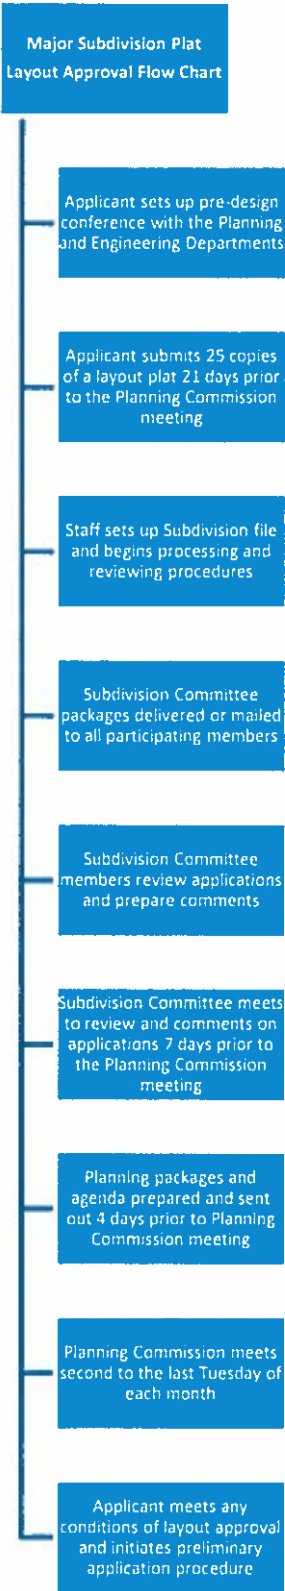 Major Subdivision Plat
Layout Approval Flow Chart
Applicant sets up pre-design
conference with the Planning
and Engineering Departments
Applicant submits 25 copies
of a layout plat 21 days prior
to the Planning Commission
meeting
Staff sets up Subdivision file
and begins processing and
reviewing procedures
Subdivision Committee
packages delivered or mailed
to all participating members
Subdivision Committee
members review applications
and prepare comments
Subdivision Committee meets
to review and comments on
applications 7 days prior to
the Planning Commission
meeting
Planning packages and
agenda prepared and sent
out 4 days prior to Planning
Commission meeting
Planning Commission meets
second to the last Tuesday of
each month
Applicant meets any
conditions of layout approval
and initiates preliminary
application procedure